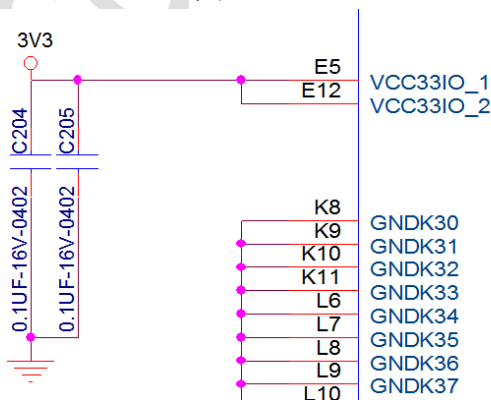 3V3
E5 VCC33IO_1
E12 VCC33IO_2
C204
C205
0.1UF-16V-0402
0.1UF-16V-0402
K8 GNDK30
K9 GNDK31
K10 GNDK32
K11 GNDK33
L6 GNDK34
L7 GNDK35
L8 GNDK36
L9 GNDK37
L10